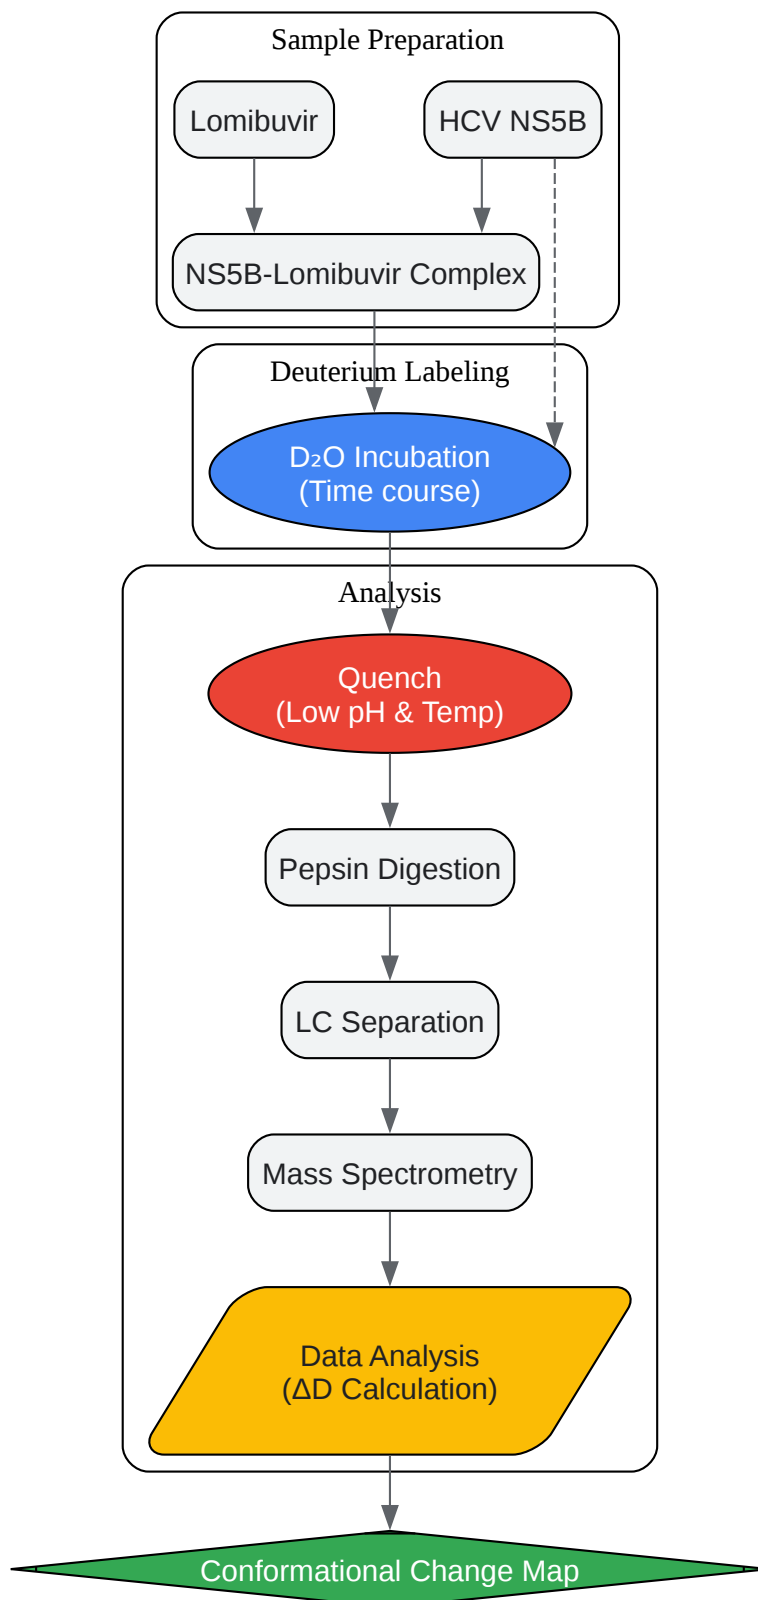 Sample Preparation
Lomibuvir
HCV NS5B
NS5B-Lomibuvir Complex
Deuterium Labeling
D₂O Incubation
(Time course)
Analysis
Quench
(Low pH & Temp)
Pepsin Digestion
LC Separation
Mass Spectrometry
Data Analysis
(ΔD Calculation)
Conformational Change Map